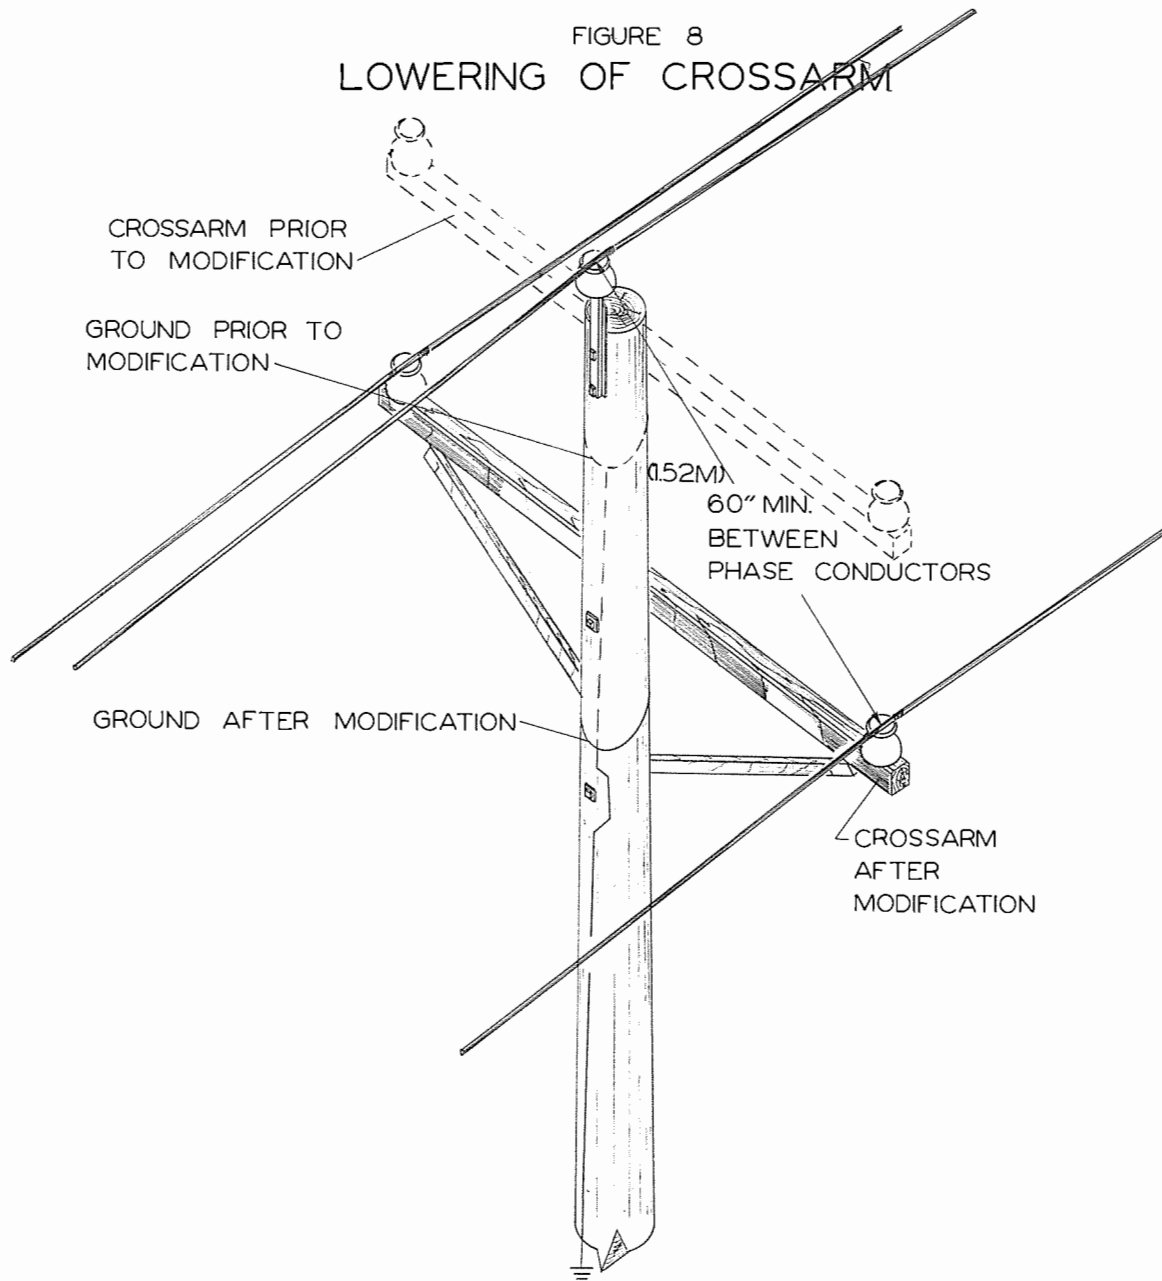 FIGURE 8
LOWERING OF CROSSARM
CROSSARM PRIOR
TO MODIFICATION
GROUND PRIOR TO
MODIFICATION
(1.52M)
60" MIN.
BETWEEN
PHASE CONDUCTORS
GROUND AFTER MODIFICATION
CROSSARM
AFTER
MODIFICATION